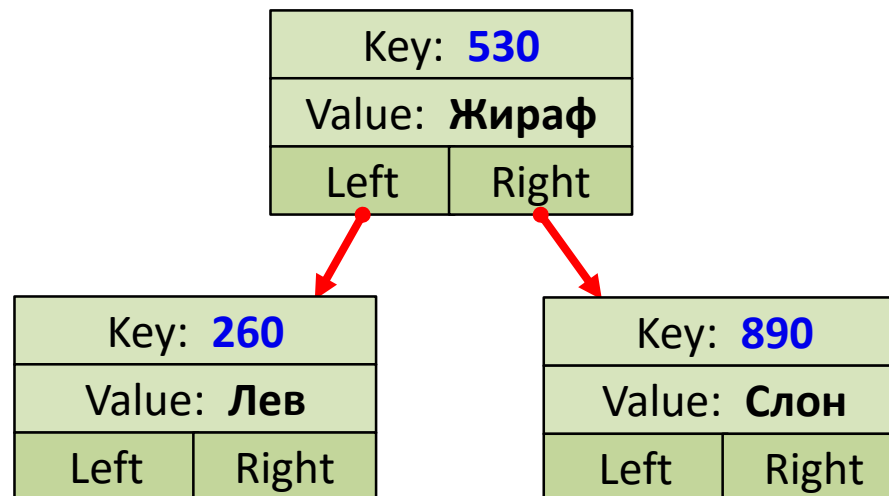 Key: 530
Value: Жираф
Left Right
Key: 260
Value: Лев
Left Right
Key: 890
Value: Слон
Left Right